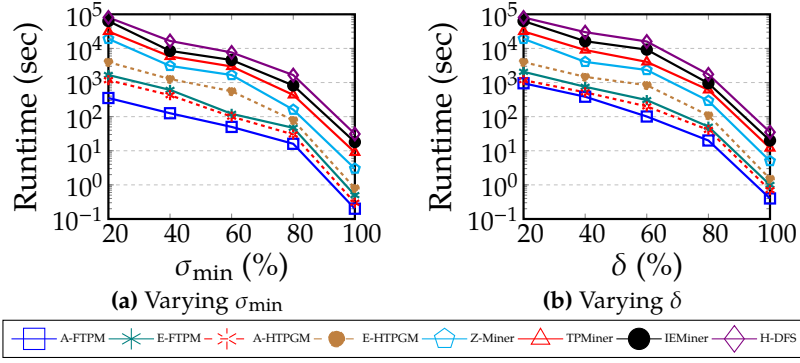 Runtime (sec)
10^5
10^4
10^3
10^2
10^1
10^0
10^−1
20 40 60 80 100
σ_min (%)
(a) Varying σ_min
Runtime (sec)
10^5
10^4
10^3
10^2
10^1
10^0
10^−1
20 40 60 80 100
δ (%)
(b) Varying δ
A-FTPM E-FTPM A-HTPGM E-HTPGM Z-Miner TPMiner IEMiner H-DFS